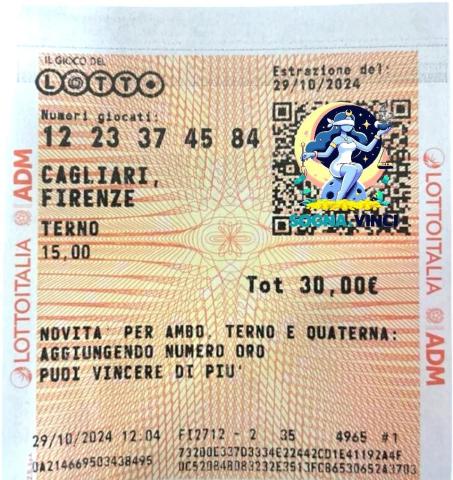 IL GIOCO DEL
LOTTO
Estrazione del:
29/10/2024
Numeri giocati:
12 23 37 45 84
CAGLIARI,
FIRENZE
TERNO
15,00
SOGNA, VINCI
Tot 30,00€
NOVITA' PER AMBO, TERNO E QUATERNA:
AGGIUNGENDO NUMERO ORO
PUOI VINCERE DI PIU'
29/10/2024 12:04 FI2712 - 2 35 4965 #1
LOTTOITALIA ADM
LOTTOITALIA ADM